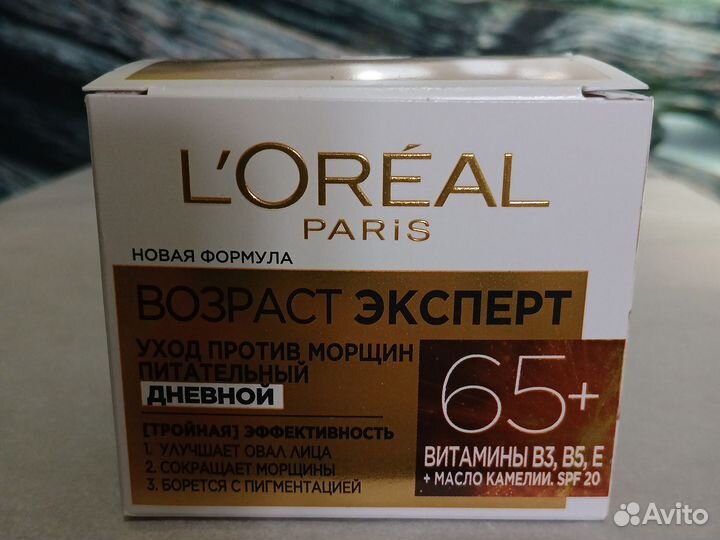 L'ORÉAL
PARiS
НОВАЯ ФОРМУЛА
ВОЗРАСТ ЭКСПЕРТ
УХОД ПРОТИВ МОРЩИН
ПИТАТЕЛЬНЫЙ
ДНЕВНОЙ
[ТРОЙНАЯ] ЭФФЕКТИВНОСТЬ
1. УЛУЧШАЕТ ОВАЛ ЛИЦА
2. СОКРАЩАЕТ МОРЩИНЫ
3. БОРЕТСЯ С ПИГМЕНТАЦИЕЙ
65+
ВИТАМИНЫ B3, B5, E
+ МАСЛО КАМЕЛИИ. SPF 20
Avito